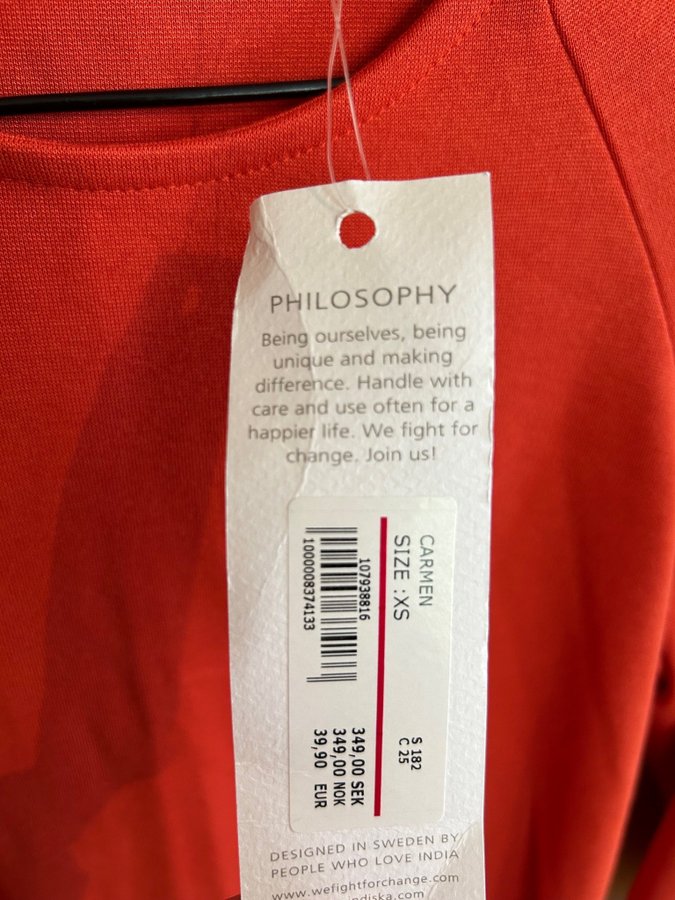 PHILOSOPHY
Being ourselves, being
unique and making
difference. Handle with
care and use often for a
happier life. We fight for
change. Join us!
CARMEN
SIZE :XS
S 182
C 25
107938816
1000008374133
349,00 SEK
349,00 NOK
39,90 EUR
DESIGNED IN SWEDEN BY
PEOPLE WHO LOVE INDIA
www.wefightforchange.com